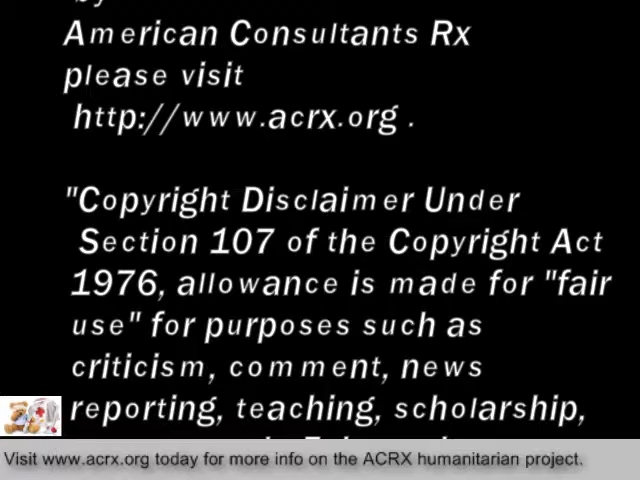 by
American Consultants Rx
please visit
http://www.acrx.org .
"Copyright Disclaimer Under
Section 107 of the Copyright Act
1976, allowance is made for "fair
use" for purposes such as
criticism, comment, news
reporting, teaching, scholarship,
Visit www.acrx.org today for more info on the ACRX humanitarian project.